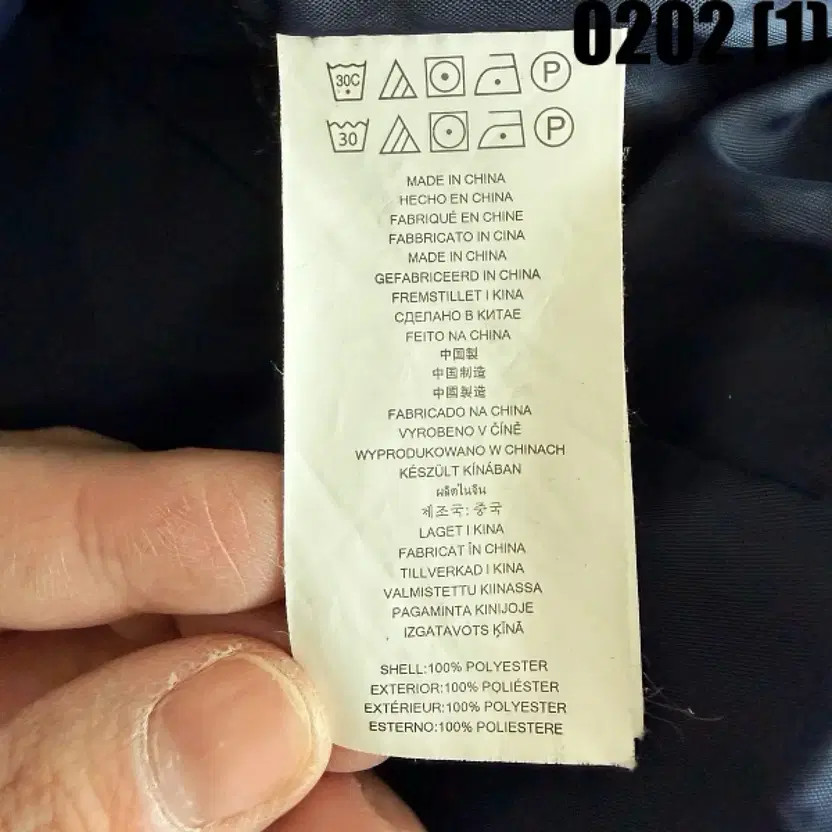 0202 (1)
30C P
30 P
MADE IN CHINA
HECHO EN CHINA
FABRIQUÉ EN CHINE
FABBRICATO IN CINA
MADE IN CHINA
GEFABRICEERD IN CHINA
FREMSTILLET I KINA
СДЕЛАНО В КИТАЕ
FEITO NA CHINA
中国製
中国制造
中國製造
FABRICADO NA CHINA
VYROBENO V ČÍNĚ
WYPRODUKOWANO W CHINACH
KÉSZÜLT KÍNÁBAN
ผลิตในจีน
제조국: 중국
LAGET I KINA
FABRICAT ÎN CHINA
TILLVERKAD I KINA
VALMISTETTU KIINASSA
PAGAMINTA KINIJOJE
IZGATAVOTS ĶĪNĀ
SHELL:100% POLYESTER
EXTERIOR:100% POLIÉSTER
EXTÉRIEUR:100% POLYESTER
ESTERNO:100% POLIESTERE